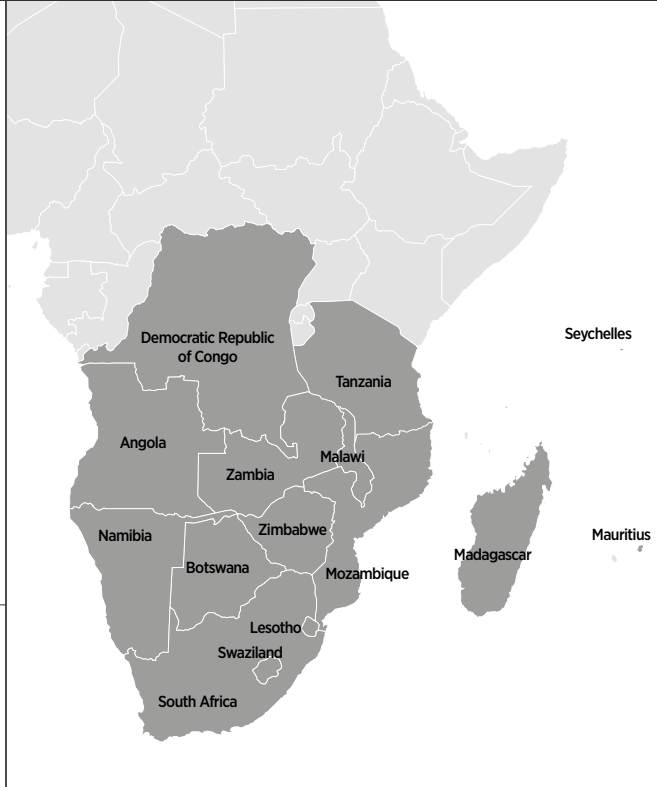 Seychelles
Democratic Republic
of Congo
Tanzania
Angola
Malawi
Zambia
Zimbabwe
Namibia
Mauritius
Madagascar
Botswana
Mozambique
Lesotho
Swaziland
South Africa